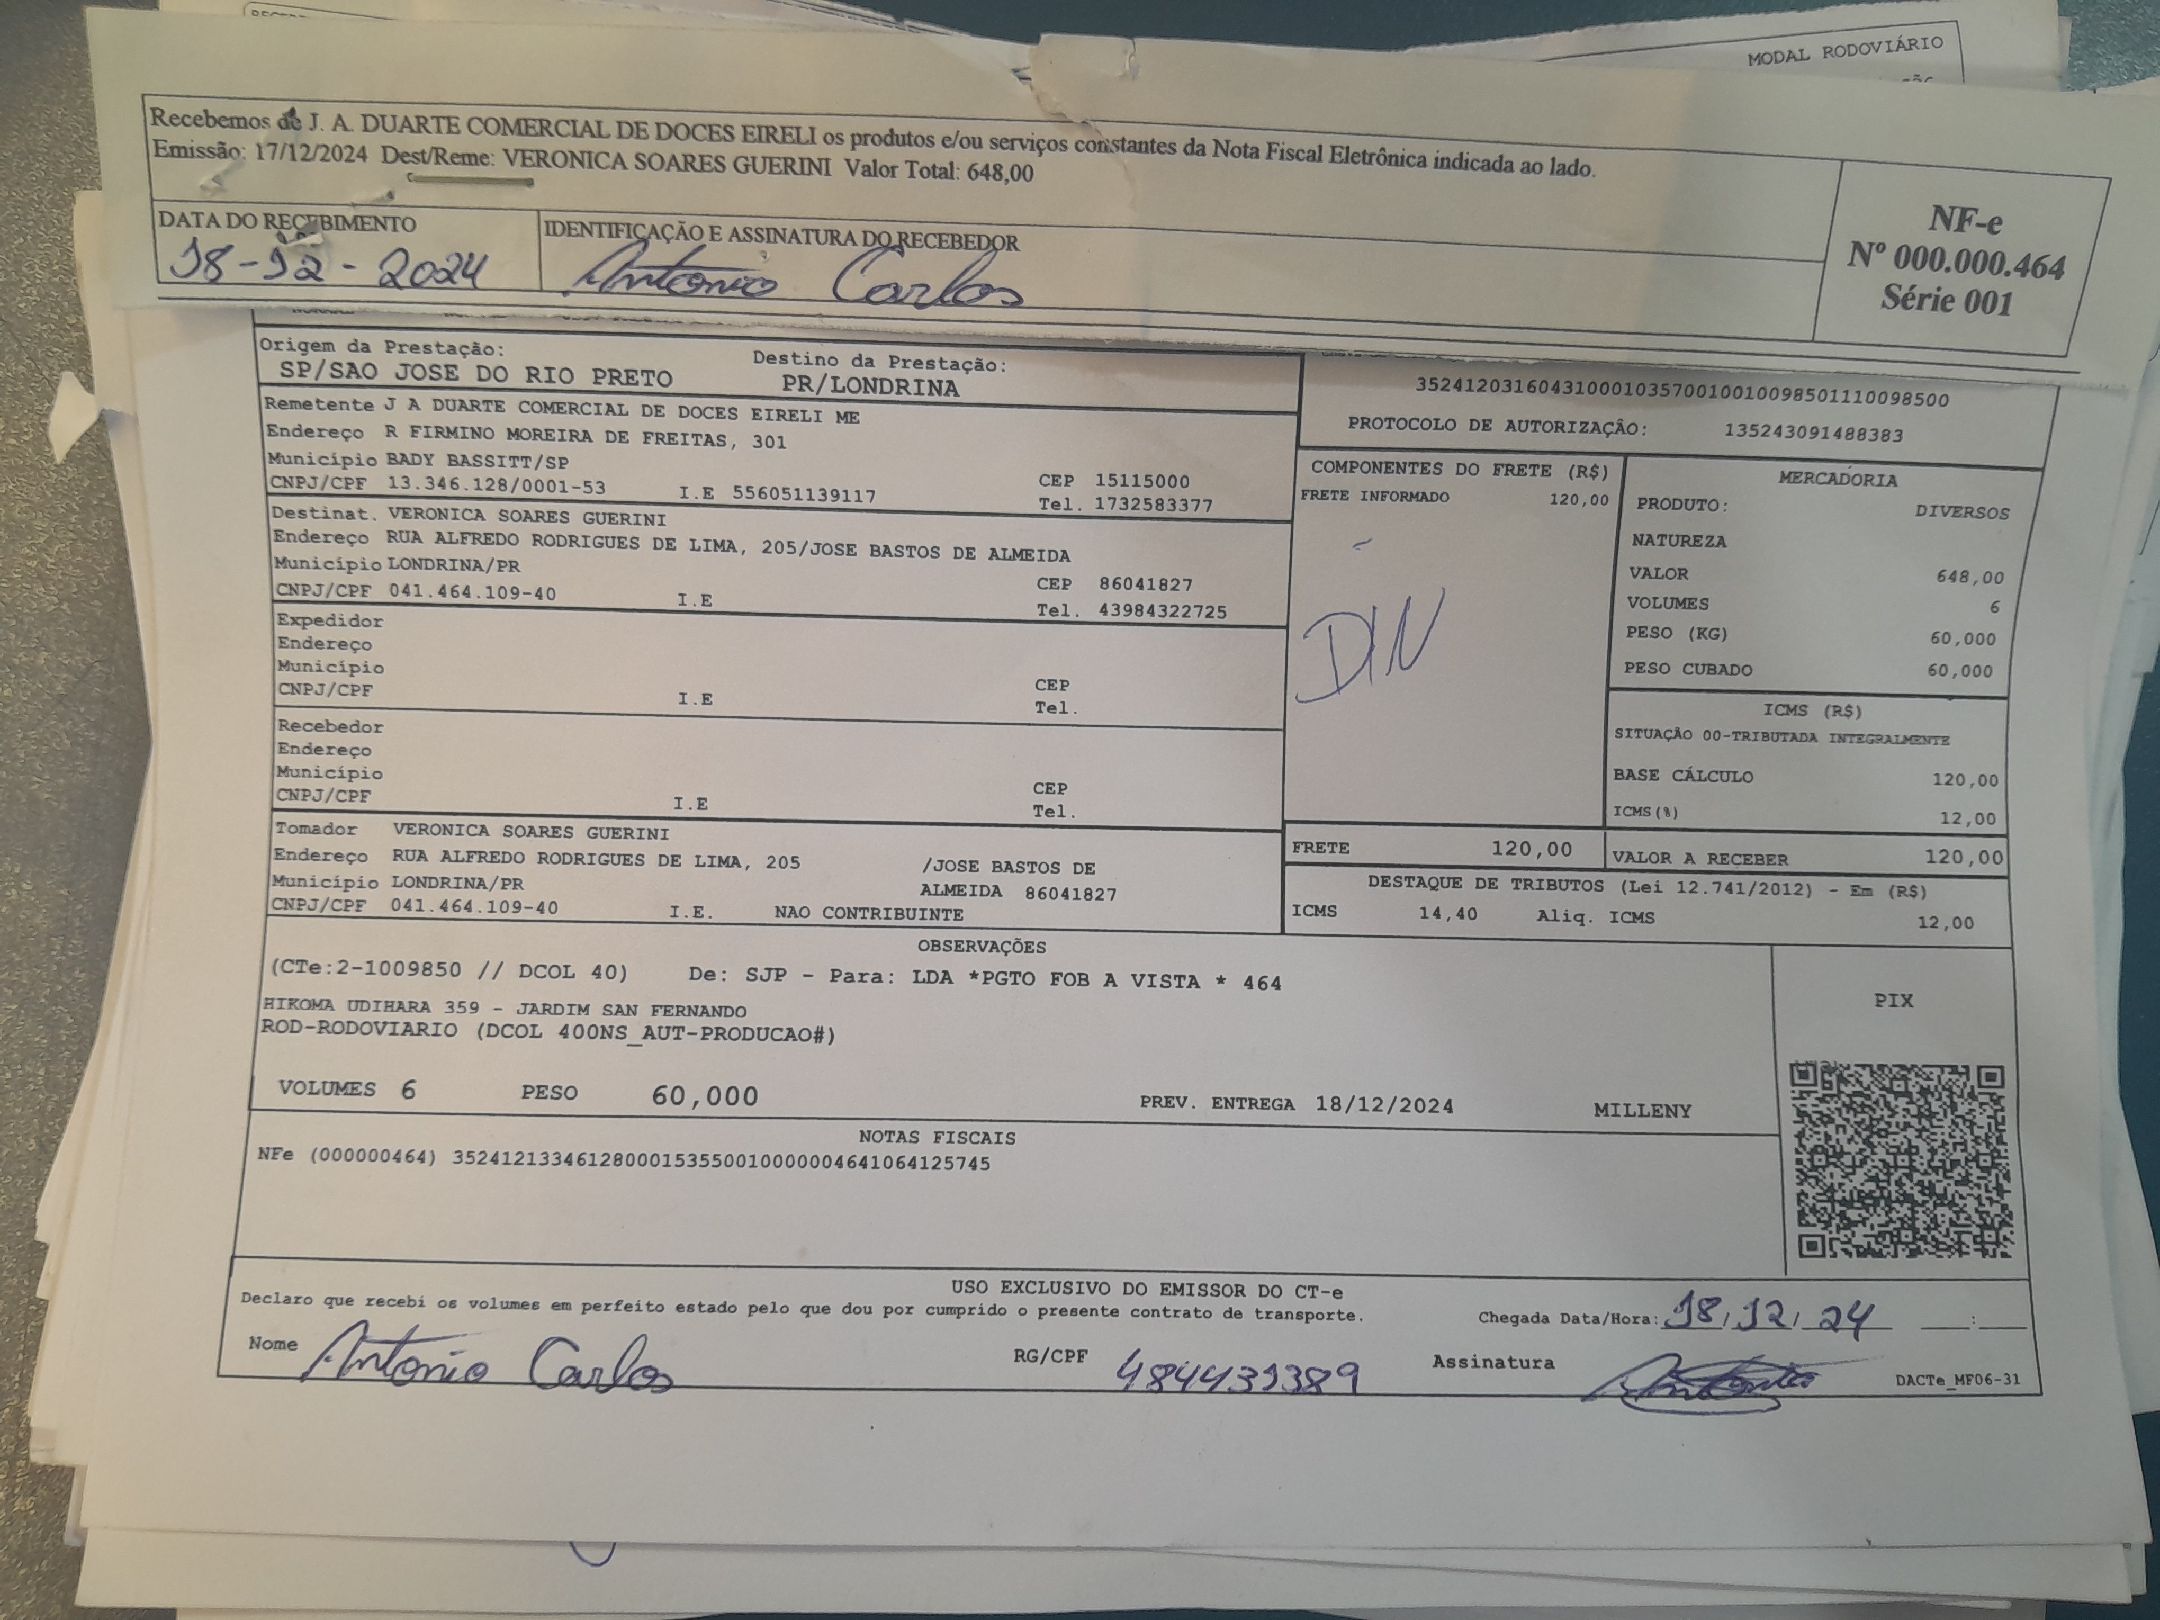 MODAL RODOVIÁRIO
Recebemos de J. A. DUARTE COMERCIAL DE DOCES EIRELI os produtos e/ou serviços constantes da Nota Fiscal Eletrônica indicada ao lado.
Emissão: 17/12/2024 Dest/Reme: VERONICA SOARES GUERINI Valor Total: 648,00
DATA DO RECEBIMENTO
18-12-2024
IDENTIFICAÇÃO E ASSINATURA DO RECEBEDOR
Antonio Carlos
NF-e
Nº 000.000.464
Série 001
Origem da Prestação:
SP/SAO JOSE DO RIO PRETO
Destino da Prestação:
PR/LONDRINA
35241203160431000103570010010098501110098500
PROTOCOLO DE AUTORIZAÇÃO: 135243091488383
Remetente J A DUARTE COMERCIAL DE DOCES EIRELI ME
Endereço R FIRMINO MOREIRA DE FREITAS, 301
Município BADY BASSITT/SP
CEP 15115000
CNPJ/CPF 13.346.128/0001-53 I.E 556051139117
Tel. 1732583377
Destinat. VERONICA SOARES GUERINI
Endereço RUA ALFREDO RODRIGUES DE LIMA, 205/JOSE BASTOS DE ALMEIDA
Município LONDRINA/PR
CEP 86041827
CNPJ/CPF 041.464.109-40 I.E
Tel. 43984322725
Expedidor
Endereço
Município
CEP
CNPJ/CPF I.E
Tel.
Recebedor
Endereço
Município
CEP
CNPJ/CPF I.E
Tel.
Tomador VERONICA SOARES GUERINI
Endereço RUA ALFREDO RODRIGUES DE LIMA, 205 /JOSE BASTOS DE
Município LONDRINA/PR ALMEIDA 86041827
CNPJ/CPF 041.464.109-40 I.E. NAO CONTRIBUINTE
COMPONENTES DO FRETE (R$)
FRETE INFORMADO 120,00
DIN
MERCADORIA
PRODUTO: DIVERSOS
NATUREZA
VALOR 648,00
VOLUMES 6
PESO (KG) 60,000
PESO CUBADO 60,000
ICMS (R$)
SITUAÇÃO 00-TRIBUTADA INTEGRALMENTE
BASE CÁLCULO 120,00
ICMS(%) 12,00
FRETE 120,00
VALOR A RECEBER 120,00
DESTAQUE DE TRIBUTOS (Lei 12.741/2012) - Em (R$)
ICMS 14,40 Aliq. ICMS 12,00
OBSERVAÇÕES
(CTe:2-1009850 // DCOL 40) De: SJP - Para: LDA *PGTO FOB A VISTA * 464
HIKOMA UDIHARA 359 - JARDIM SAN FERNANDO
ROD-RODOVIARIO (DCOL 400NS_AUT-PRODUCAO#)
VOLUMES 6 PESO 60,000
PREV. ENTREGA 18/12/2024 MILLENY
PIX
NOTAS FISCAIS
NFe (000000464) 35241213346128000153550010000004641064125745
USO EXCLUSIVO DO EMISSOR DO CT-e
Declaro que recebi os volumes em perfeito estado pelo que dou por cumprido o presente contrato de transporte.
Chegada Data/Hora: 18/12/24 __:__
Nome Antonio Carlos
RG/CPF 484431389
Assinatura
DACTe_MF06-31